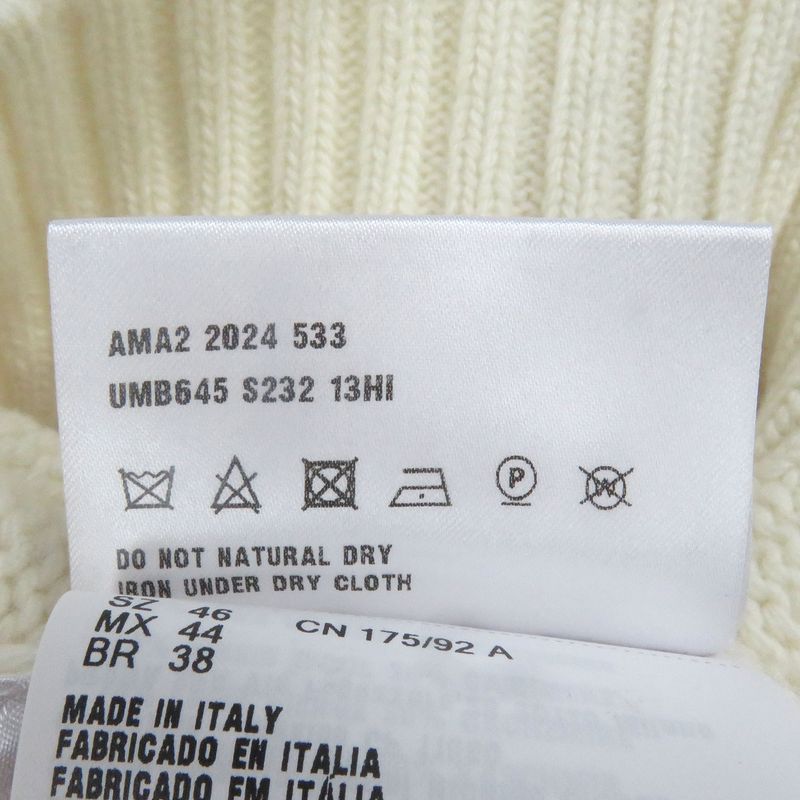 AMA2 2024 533
UMB645 S232 13HI
P
W
DO NOT NATURAL DRY
IRON UNDER DRY CLOTH
SZ 46
MX 44 CN 175/92 A
BR 38
MADE IN ITALY
FABRICADO EN ITALIA
FABRICADO EM ITÁLIA